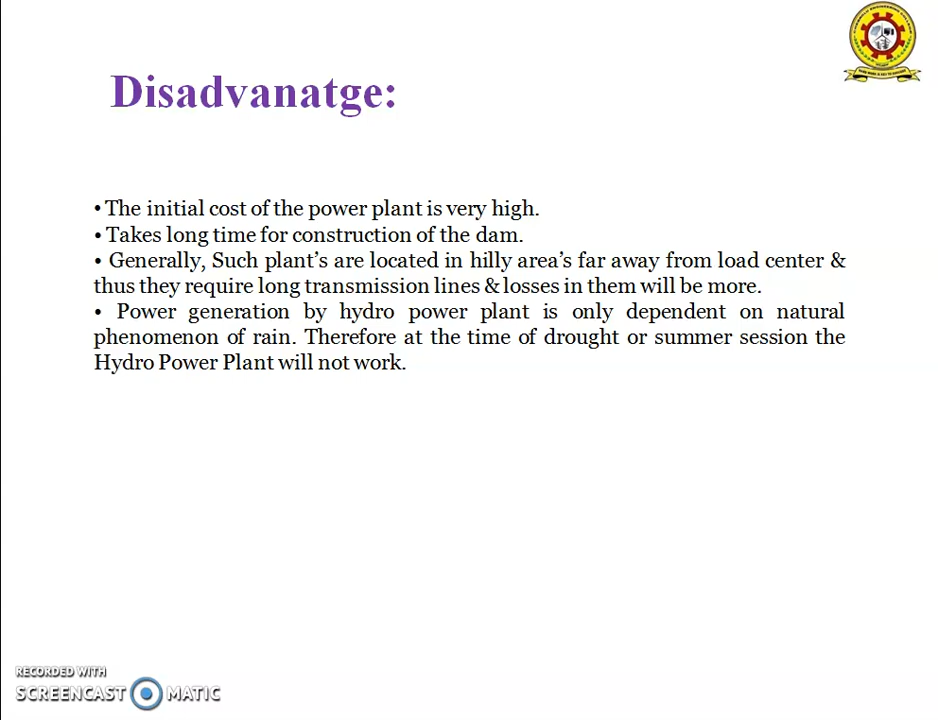 Disadvanatge:
• The initial cost of the power plant is very high.
• Takes long time for construction of the dam.
• Generally, Such plant's are located in hilly area's far away from load center &
thus they require long transmission lines & losses in them will be more.
• Power generation by hydro power plant is only dependent on natural
phenomenon of rain. Therefore at the time of drought or summer session the
Hydro Power Plant will not work.
RECORDED WITH
SCREENCAST MATIC